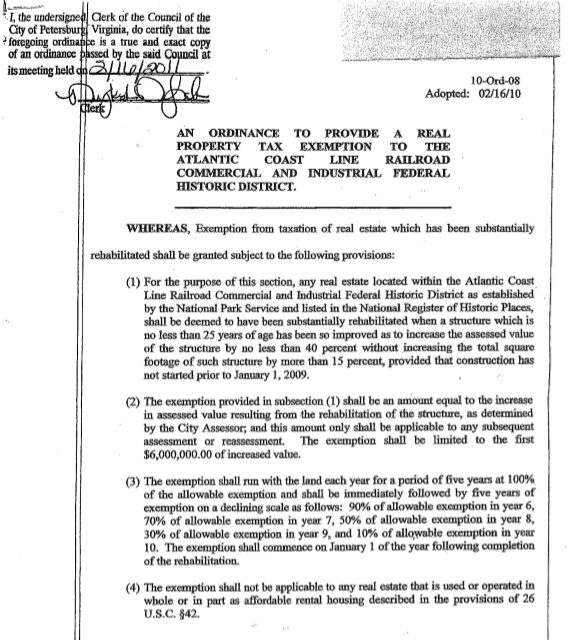 I, the undersigned, Clerk of the Council of the
City of Petersburg, Virginia, do certify that the
foregoing ordinance is a true and exact copy
of an ordinance passed by the said Council at
its meeting held on 2/16/2011
Clerk
10-Ord-08
Adopted: 02/16/10
AN ORDINANCE TO PROVIDE A REAL
PROPERTY TAX EXEMPTION TO THE
ATLANTIC COAST LINE RAILROAD
COMMERCIAL AND INDUSTRIAL FEDERAL
HISTORIC DISTRICT.
WHEREAS, Exemption from taxation of real estate which has been substantially
rehabilitated shall be granted subject to the following provisions:
(1) For the purpose of this section, any real estate located within the Atlantic Coast
Line Railroad Commercial and Industrial Federal Historic District as established
by the National Park Service and listed in the National Register of Historic Places,
shall be deemed to have been substantially rehabilitated when a structure which is
no less than 25 years of age has been so improved as to increase the assessed value
of the structure by no less than 40 percent without increasing the total square
footage of such structure by more than 15 percent, provided that construction has
not started prior to January 1, 2009.
(2) The exemption provided in subsection (1) shall be an amount equal to the increase
in assessed value resulting from the rehabilitation of the structure, as determined
by the City Assessor; and this amount only shall be applicable to any subsequent
assessment or reassessment. The exemption shall be limited to the first
$6,000,000.00 of increased value.
(3) The exemption shall run with the land each year for a period of five years at 100%
of the allowable exemption and shall be immediately followed by five years of
exemption on a declining scale as follows: 90% of allowable exemption in year 6,
70% of allowable exemption in year 7, 50% of allowable exemption in year 8,
30% of allowable exemption in year 9, and 10% of allowable exemption in year
10. The exemption shall commence on January 1 of the year following completion
of the rehabilitation.
(4) The exemption shall not be applicable to any real estate that is used or operated in
whole or in part as affordable rental housing described in the provisions of 26
U.S.C. §42.